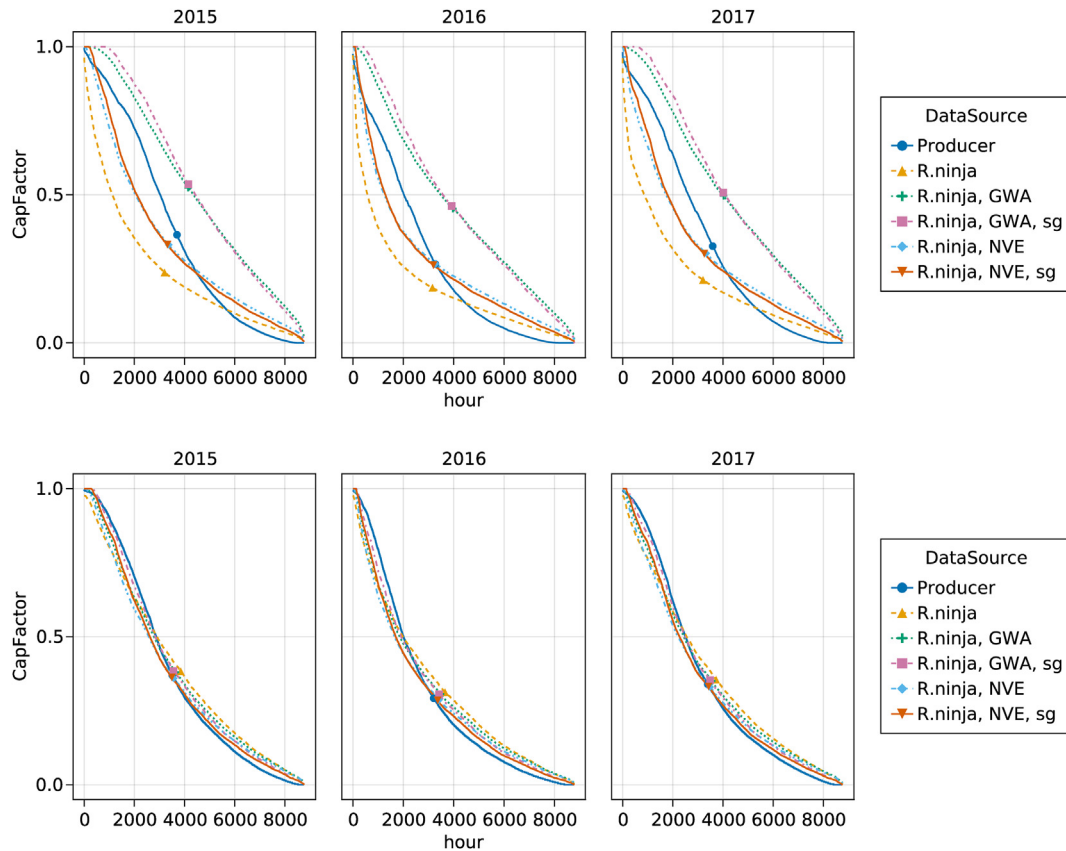 2015 2016 2017
CapFactor
1.0
0.5
0.0
0 2000 4000 6000 8000 0 2000 4000 6000 8000 0 2000 4000 6000 8000
hour
DataSource
Producer
R.ninja
R.ninja, GWA
R.ninja, GWA, sg
R.ninja, NVE
R.ninja, NVE, sg
2015 2016 2017
CapFactor
1.0
0.5
0.0
0 2000 4000 6000 8000 0 2000 4000 6000 8000 0 2000 4000 6000 8000
hour
DataSource
Producer
R.ninja
R.ninja, GWA
R.ninja, GWA, sg
R.ninja, NVE
R.ninja, NVE, sg